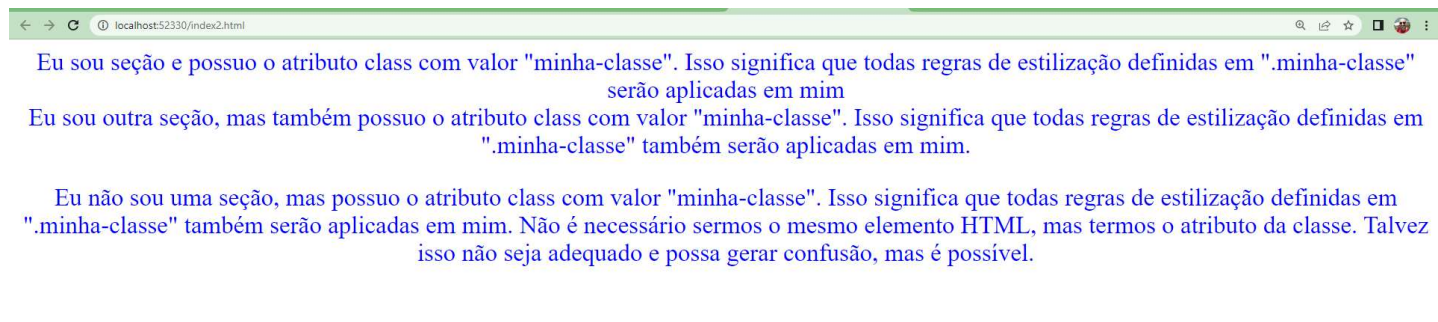 localhost:52330/index2.html
Eu sou seção e possuo o atributo class com valor "minha-classe". Isso significa que todas regras de estilização definidas em ".minha-classe"
serão aplicadas em mim
Eu sou outra seção, mas também possuo o atributo class com valor "minha-classe". Isso significa que todas regras de estilização definidas em
".minha-classe" também serão aplicadas em mim.
Eu não sou uma seção, mas possuo o atributo class com valor "minha-classe". Isso significa que todas regras de estilização definidas em
".minha-classe" também serão aplicadas em mim. Não é necessário sermos o mesmo elemento HTML, mas termos o atributo da classe. Talvez
isso não seja adequado e possa gerar confusão, mas é possível.